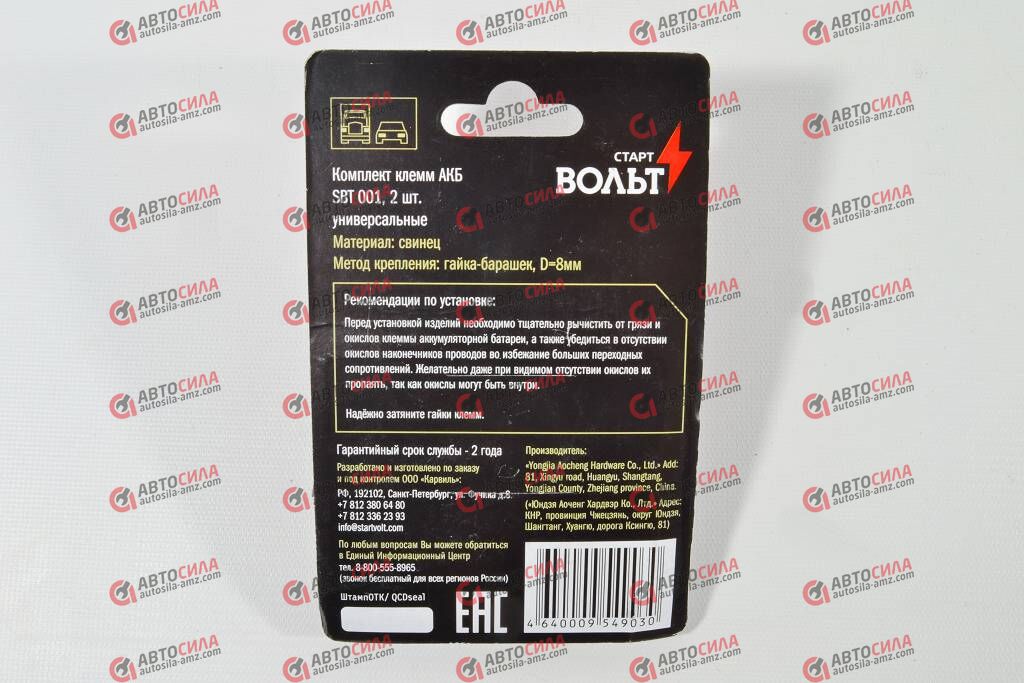 СТАРТ
ВОЛЬТ
Комплект клемм АКБ
SBT 001, 2 шт.
универсальные
Материал: свинец
Метод крепления: гайка-барашек, D=8мм
Рекомендации по установке:
Перед установкой изделий необходимо тщательно вычистить от грязи и
окислов клеммы аккумуляторной батареи, а также убедиться в отсутствии
окислов наконечников проводов во избежание больших переходных
сопротивлений. Желательно даже при видимом отсутствии окислов их
пропаять, так как окислы могут быть внутри.
Надёжно затяните гайки клемм.
Гарантийный срок службы - 2 года
Разработано и изготовлено по заказу
и под контролем ООО «Карвиль».
РФ, 192102, Санкт-Петербург, ул. Фучика д.8.
+7 812 380 64 80
+7 812 336 23 93
info@startvolt.com
По любым вопросам Вы можете обратиться
в Единый Информационный Центр
тел. 8-800-555-8965
(звонок бесплатный для всех регионов России)
ШтампОТК/ QCDseal
EAC
Производитель:
«Yongjia Aocheng Hardware Co., Ltd.» Add:
81, Xingyu road, Huangyu, Shangtang,
Yongjian County, Zhejiang province, China.
(«Юндзя Аоченг Хардвэр Ко., Лтд.» Адрес:
КНР, провинция Чжецзянь, округ Юндзя,
Шангтанг, Хуангю, дорога Ксингю, 81)
4 640009 549030
АВТОСИЛА
autosila-amz.com